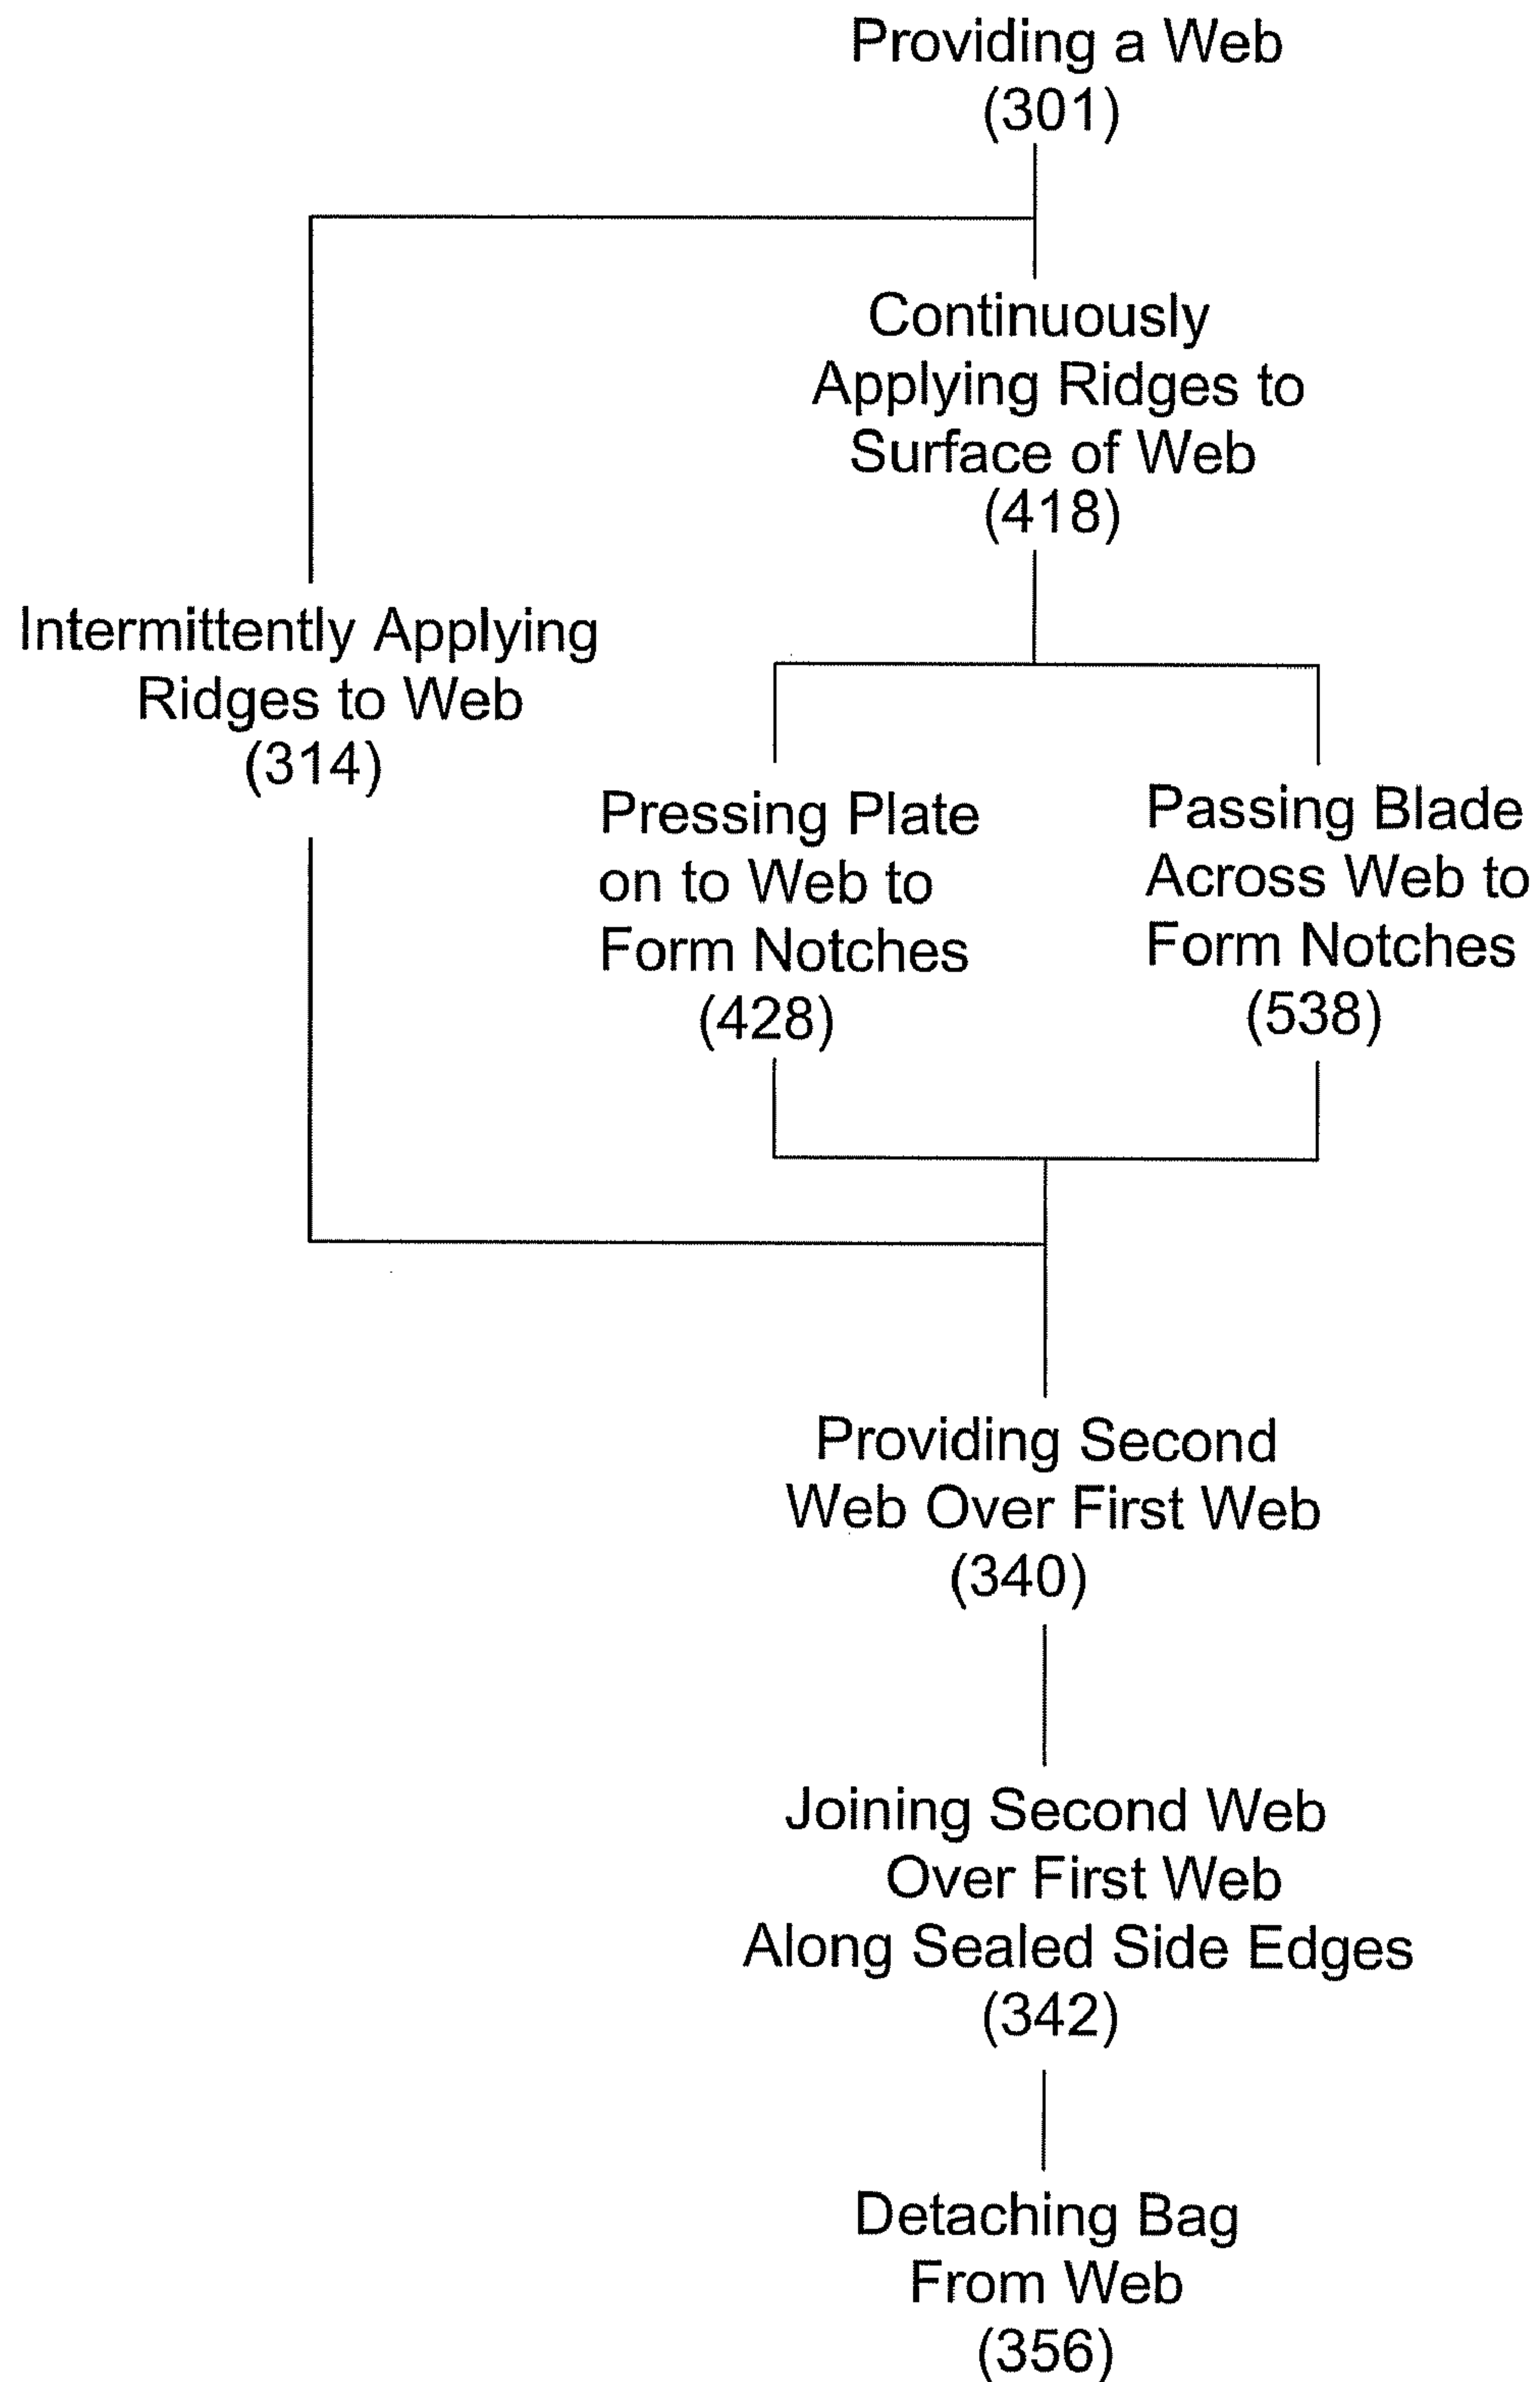 Providing a Web
(301)
Continuously
Applying Ridges to
Surface of Web
(418)
Intermittently Applying
Ridges to Web
(314)
Pressing Plate
on to Web to
Form Notches
(428)
Passing Blade
Across Web to
Form Notches
(538)
Providing Second
Web Over First Web
(340)
Joining Second Web
Over First Web
Along Sealed Side Edges
(342)
Detaching Bag
From Web
(356)